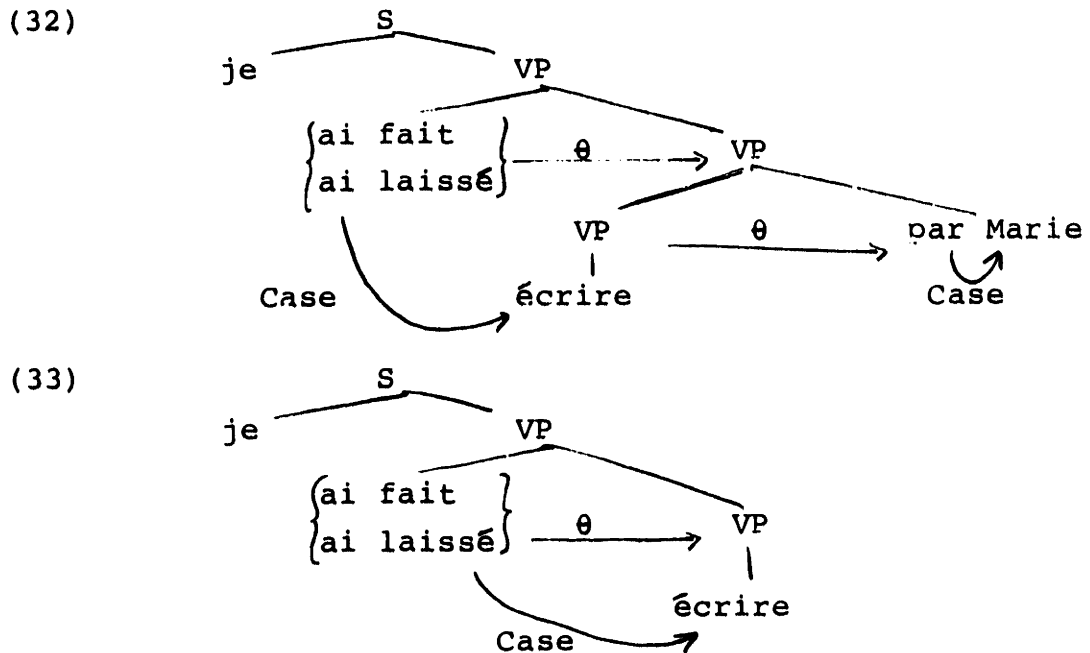 (32)
S
je VP
{ai fait
ai laissé} θ VP
VP θ par Marie
Case écrire Case
(33)
S
je VP
{ai fait
ai laissé} θ VP
écrire
Case